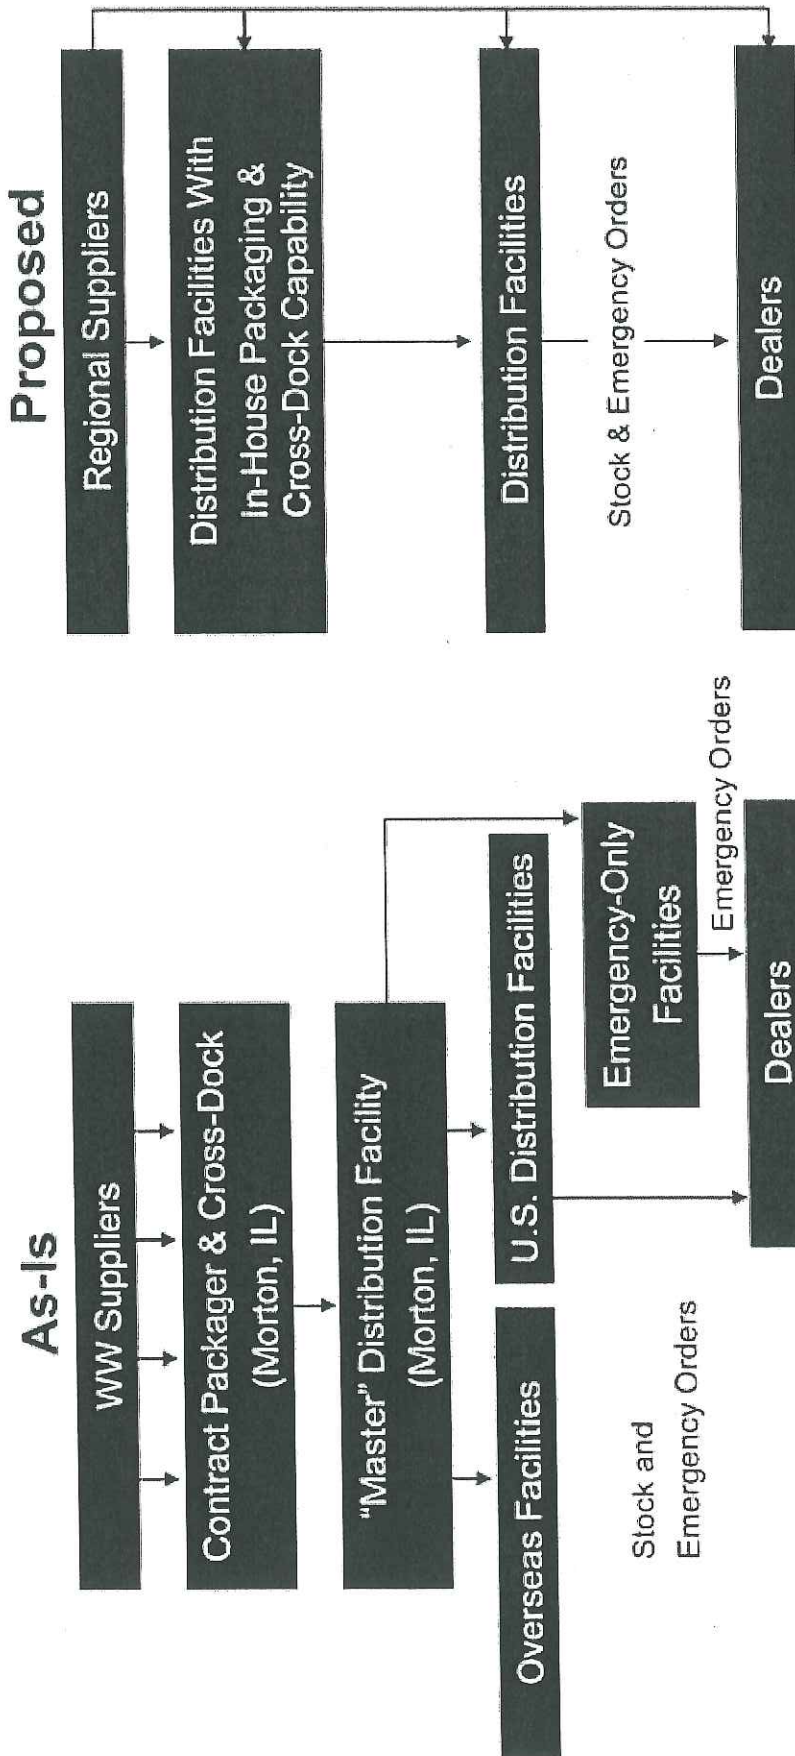 As-Is
WW Suppliers
Contract Packager & Cross-Dock
(Morton, IL)
"Master" Distribution Facility
(Morton, IL)
Overseas Facilities
U.S. Distribution Facilities
Emergency-Only
Facilities
Stock and
Emergency Orders
Emergency Orders
Dealers
Proposed
Regional Suppliers
Distribution Facilities With
In-House Packaging &
Cross-Dock Capability
Distribution Facilities
Stock & Emergency Orders
Dealers